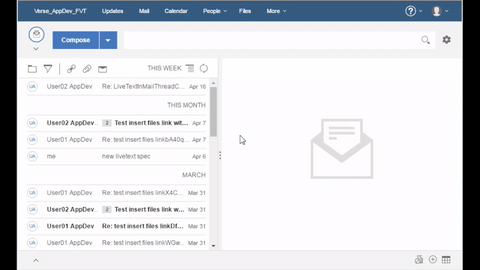 Verse_AppDev_FVT Updates Mail Calendar People Files More
Compose
THIS WEEK
UA User02 AppDev Re: LiveTextInMailThreadC... Apr 16
THIS MONTH
UA User02 AppDev 2 Test insert files link wit... Apr 7
UA User01 AppDev Re: test insert files linkbA40q... Apr 7
me new livetext spec Apr 6
MARCH
UA User01 AppDev Re: test insert files linkX4C... Mar 31
UA User02 AppDev 2 Test insert files link w... Mar 31
UA User01 AppDev Re: test insert files linkDf... Mar 31
UA User01 AppDev Re: test insert files linkWGw... Mar 31